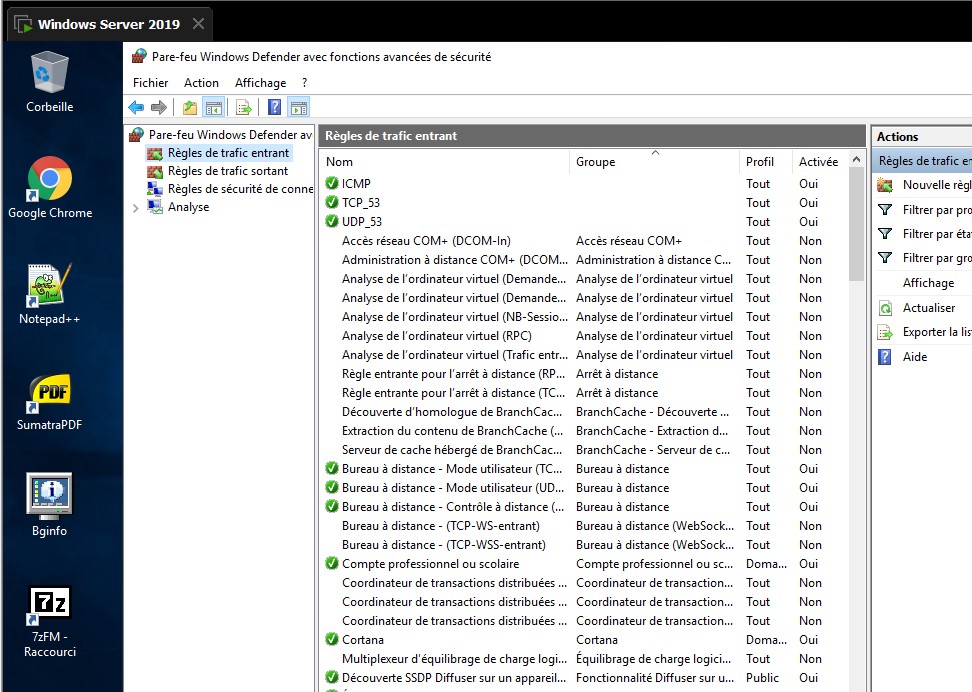 Windows Server 2019
Corbeille
Google Chrome
Notepad++
PDF
SumatraPDF
Bginfo
7z
7zFM -
Raccourci
Pare-feu Windows Defender avec fonctions avancées de sécurité
Fichier Action Affichage ?
Pare-feu Windows Defender av
Règles de trafic entrant
Règles de trafic sortant
Règles de sécurité de conne
Analyse
Règles de trafic entrant
Nom Groupe Profil Activée
ICMP Tout Oui
TCP_53 Tout Oui
UDP_53 Tout Oui
Accès réseau COM+ (DCOM-In) Accès réseau COM+ Tout Non
Administration à distance COM+ (DCOM... Administration à distance C... Tout Non
Analyse de l'ordinateur virtuel (Demande... Analyse de l'ordinateur virtuel Tout Non
Analyse de l'ordinateur virtuel (Demande... Analyse de l'ordinateur virtuel Tout Non
Analyse de l'ordinateur virtuel (NB-Sessio... Analyse de l'ordinateur virtuel Tout Non
Analyse de l'ordinateur virtuel (RPC) Analyse de l'ordinateur virtuel Tout Non
Analyse de l'ordinateur virtuel (Trafic entr... Analyse de l'ordinateur virtuel Tout Non
Règle entrante pour l'arrêt à distance (RP... Arrêt à distance Tout Non
Règle entrante pour l'arrêt à distance (TC... Arrêt à distance Tout Non
Découverte d'homologue de BranchCac... BranchCache - Découverte ... Tout Non
Extraction du contenu de BranchCache (... BranchCache - Extraction d... Tout Non
Serveur de cache hébergé de BranchCac... BranchCache - Serveur de c... Tout Non
Bureau à distance - Mode utilisateur (TC... Bureau à distance Tout Oui
Bureau à distance - Mode utilisateur (UD... Bureau à distance Tout Oui
Bureau à distance - Contrôle à distance (... Bureau à distance Tout Oui
Bureau à distance - (TCP-WS-entrant) Bureau à distance (WebSock... Tout Non
Bureau à distance - (TCP-WSS-entrant) Bureau à distance (WebSock... Tout Non
Compte professionnel ou scolaire Compte professionnel ou sc... Doma... Oui
Coordinateur de transactions distribuées ... Coordinateur de transaction... Tout Non
Coordinateur de transactions distribuées ... Coordinateur de transaction... Tout Non
Coordinateur de transactions distribuées ... Coordinateur de transaction... Tout Non
Cortana Cortana Doma... Oui
Multiplexeur d'équilibrage de charge logi... Équilibrage de charge logici... Tout Non
Découverte SSDP Diffuser sur un appareil... Fonctionnalité Diffuser sur u... Public Oui
Actions
Règles de trafic en
Nouvelle règl
Filtrer par pro
Filtrer par éta
Filtrer par gro
Affichage
Actualiser
Exporter la lis
Aide